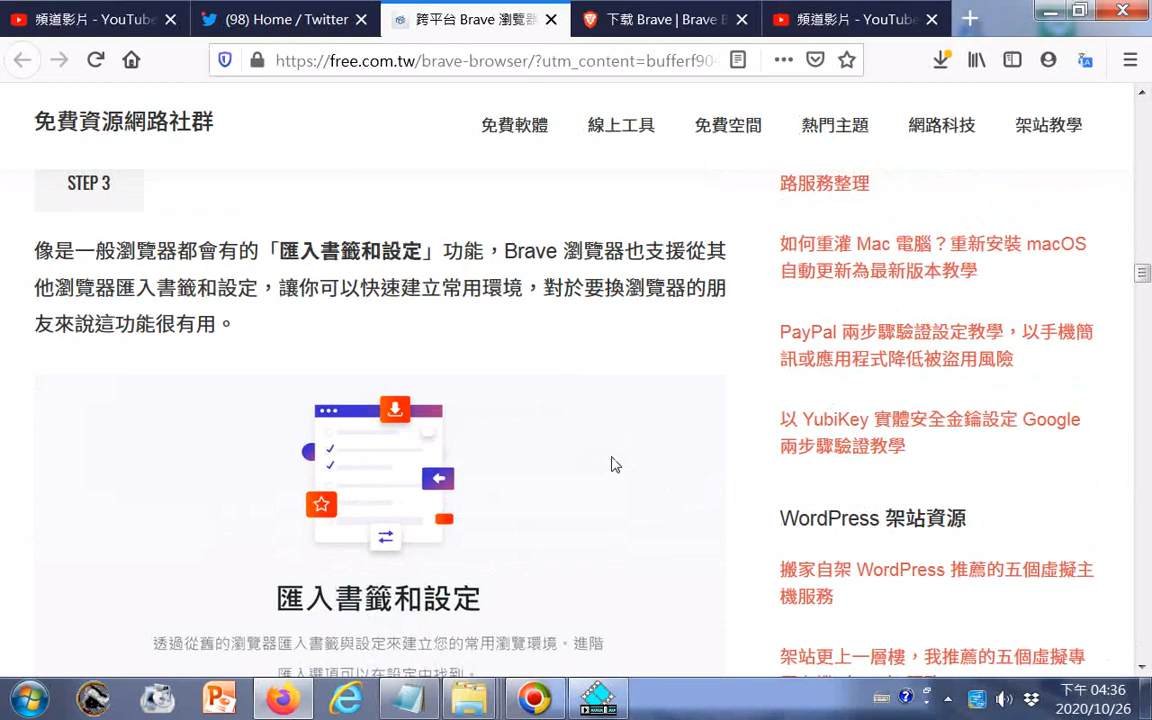 頻道影片 - YouTube
(98) Home / Twitter
跨平台 Brave 瀏覽器
下载 Brave | Brave B
頻道影片 - YouTube
https://free.com.tw/brave-browser/?utm_content=bufferf904
免費資源網路社群
免費軟體
線上工具
免費空間
熱門主題
網路科技
架站教學
STEP 3
像是一般瀏覽器都會有的「匯入書籤和設定」功能，Brave 瀏覽器也支援從其
他瀏覽器匯入書籤和設定，讓你可以快速建立常用環境，對於要換瀏覽器的朋
友來說這功能很有用。
匯入書籤和設定
透過從舊的瀏覽器匯入書籤與設定來建立您的常用瀏覽環境。進階
匯入選項可以在設定中找到。
路服務整理
如何重灌 Mac 電腦？重新安裝 macOS
自動更新為最新版本教學
PayPal 兩步驟驗證設定教學，以手機簡
訊或應用程式降低被盜用風險
以 YubiKey 實體安全金鑰設定 Google
兩步驟驗證教學
WordPress 架站資源
搬家自架 WordPress 推薦的五個虛擬主
機服務
架站更上一層樓，我推薦的五個虛擬專
下午 04:36
2020/10/26